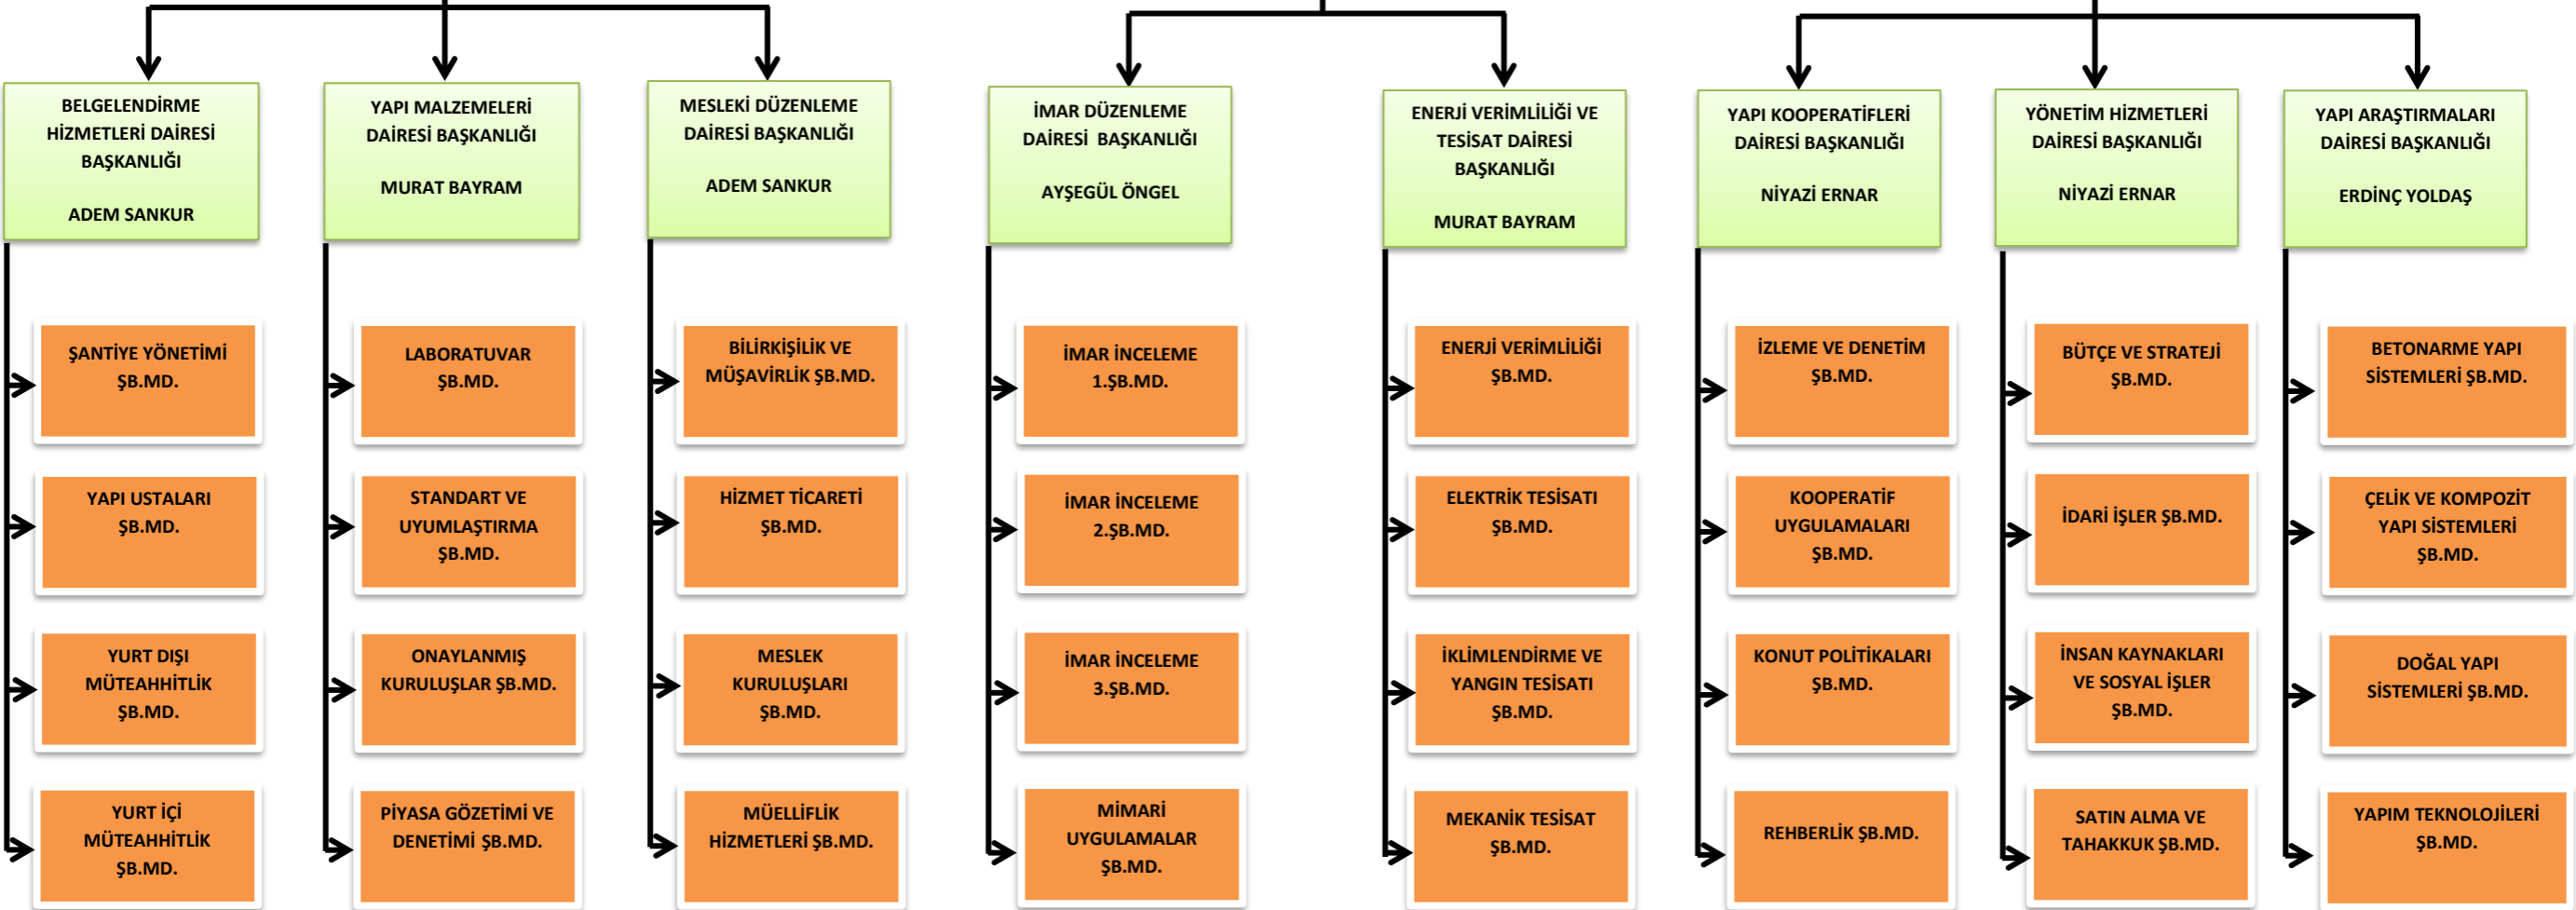 BELGELENDİRME
HİZMETLERİ DAİRESİ
BAŞKANLIĞI
ADEM SANKUR
ŞANTİYE YÖNETİMİ
ŞB.MD.
YAPI USTALARI
ŞB.MD.
YURT DIŞI
MÜTEAHHİTLİK
ŞB.MD.
YURT İÇİ
MÜTEAHHİTLİK
ŞB.MD.
YAPI MALZEMELERİ
DAİRESİ BAŞKANLIĞI
MURAT BAYRAM
LABORATUVAR
ŞB.MD.
STANDART VE
UYUMLAŞTIRMA
ŞB.MD.
ONAYLANMIŞ
KURULUŞLAR ŞB.MD.
PİYASA GÖZETİMİ VE
DENETİMİ ŞB.MD.
MESLEKİ DÜZENLEME
DAİRESİ BAŞKANLIĞI
ADEM SANKUR
BİLİRKİŞİLİK VE
MÜŞAVİRLİK ŞB.MD.
HİZMET TİCARETİ
ŞB.MD.
MESLEK
KURULUŞLARI
ŞB.MD.
MÜELLİFLİK
HİZMETLERİ ŞB.MD.
İMAR DÜZENLEME
DAİRESİ BAŞKANLIĞI
AYŞEGÜL ÖNGEL
İMAR İNCELEME
1.ŞB.MD.
İMAR İNCELEME
2.ŞB.MD.
İMAR İNCELEME
3.ŞB.MD.
MİMARİ
UYGULAMALAR
ŞB.MD.
ENERJİ VERİMLİLİĞİ VE
TESİSAT DAİRESİ
BAŞKANLIĞI
MURAT BAYRAM
ENERJİ VERİMLİLİĞİ
ŞB.MD.
ELEKTRİK TESİSATI
ŞB.MD.
İKLİMLENDİRME VE
YANGIN TESİSATI
ŞB.MD.
MEKANİK TESİSAT
ŞB.MD.
YAPI KOOPERATİFLERİ
DAİRESİ BAŞKANLIĞI
NİYAZİ ERNAR
İZLEME VE DENETİM
ŞB.MD.
KOOPERATİF
UYGULAMALARI
ŞB.MD.
KONUT POLİTİKALARI
ŞB.MD.
REHBERLİK ŞB.MD.
YÖNETİM HİZMETLERİ
DAİRESİ BAŞKANLIĞI
NİYAZİ ERNAR
BÜTÇE VE STRATEJİ
ŞB.MD.
İDARİ İŞLER ŞB.MD.
İNSAN KAYNAKLARI
VE SOSYAL İŞLER
ŞB.MD.
SATIN ALMA VE
TAHAKKUK ŞB.MD.
YAPI ARAŞTIRMALARI
DAİRESİ BAŞKANLIĞI
ERDİNÇ YOLDAŞ
BETONARME YAPI
SİSTEMLERİ ŞB.MD.
ÇELİK VE KOMPOZİT
YAPI SİSTEMLERİ
ŞB.MD.
DOĞAL YAPI
SİSTEMLERİ ŞB.MD.
YAPIM TEKNOLOJİLERİ
ŞB.MD.